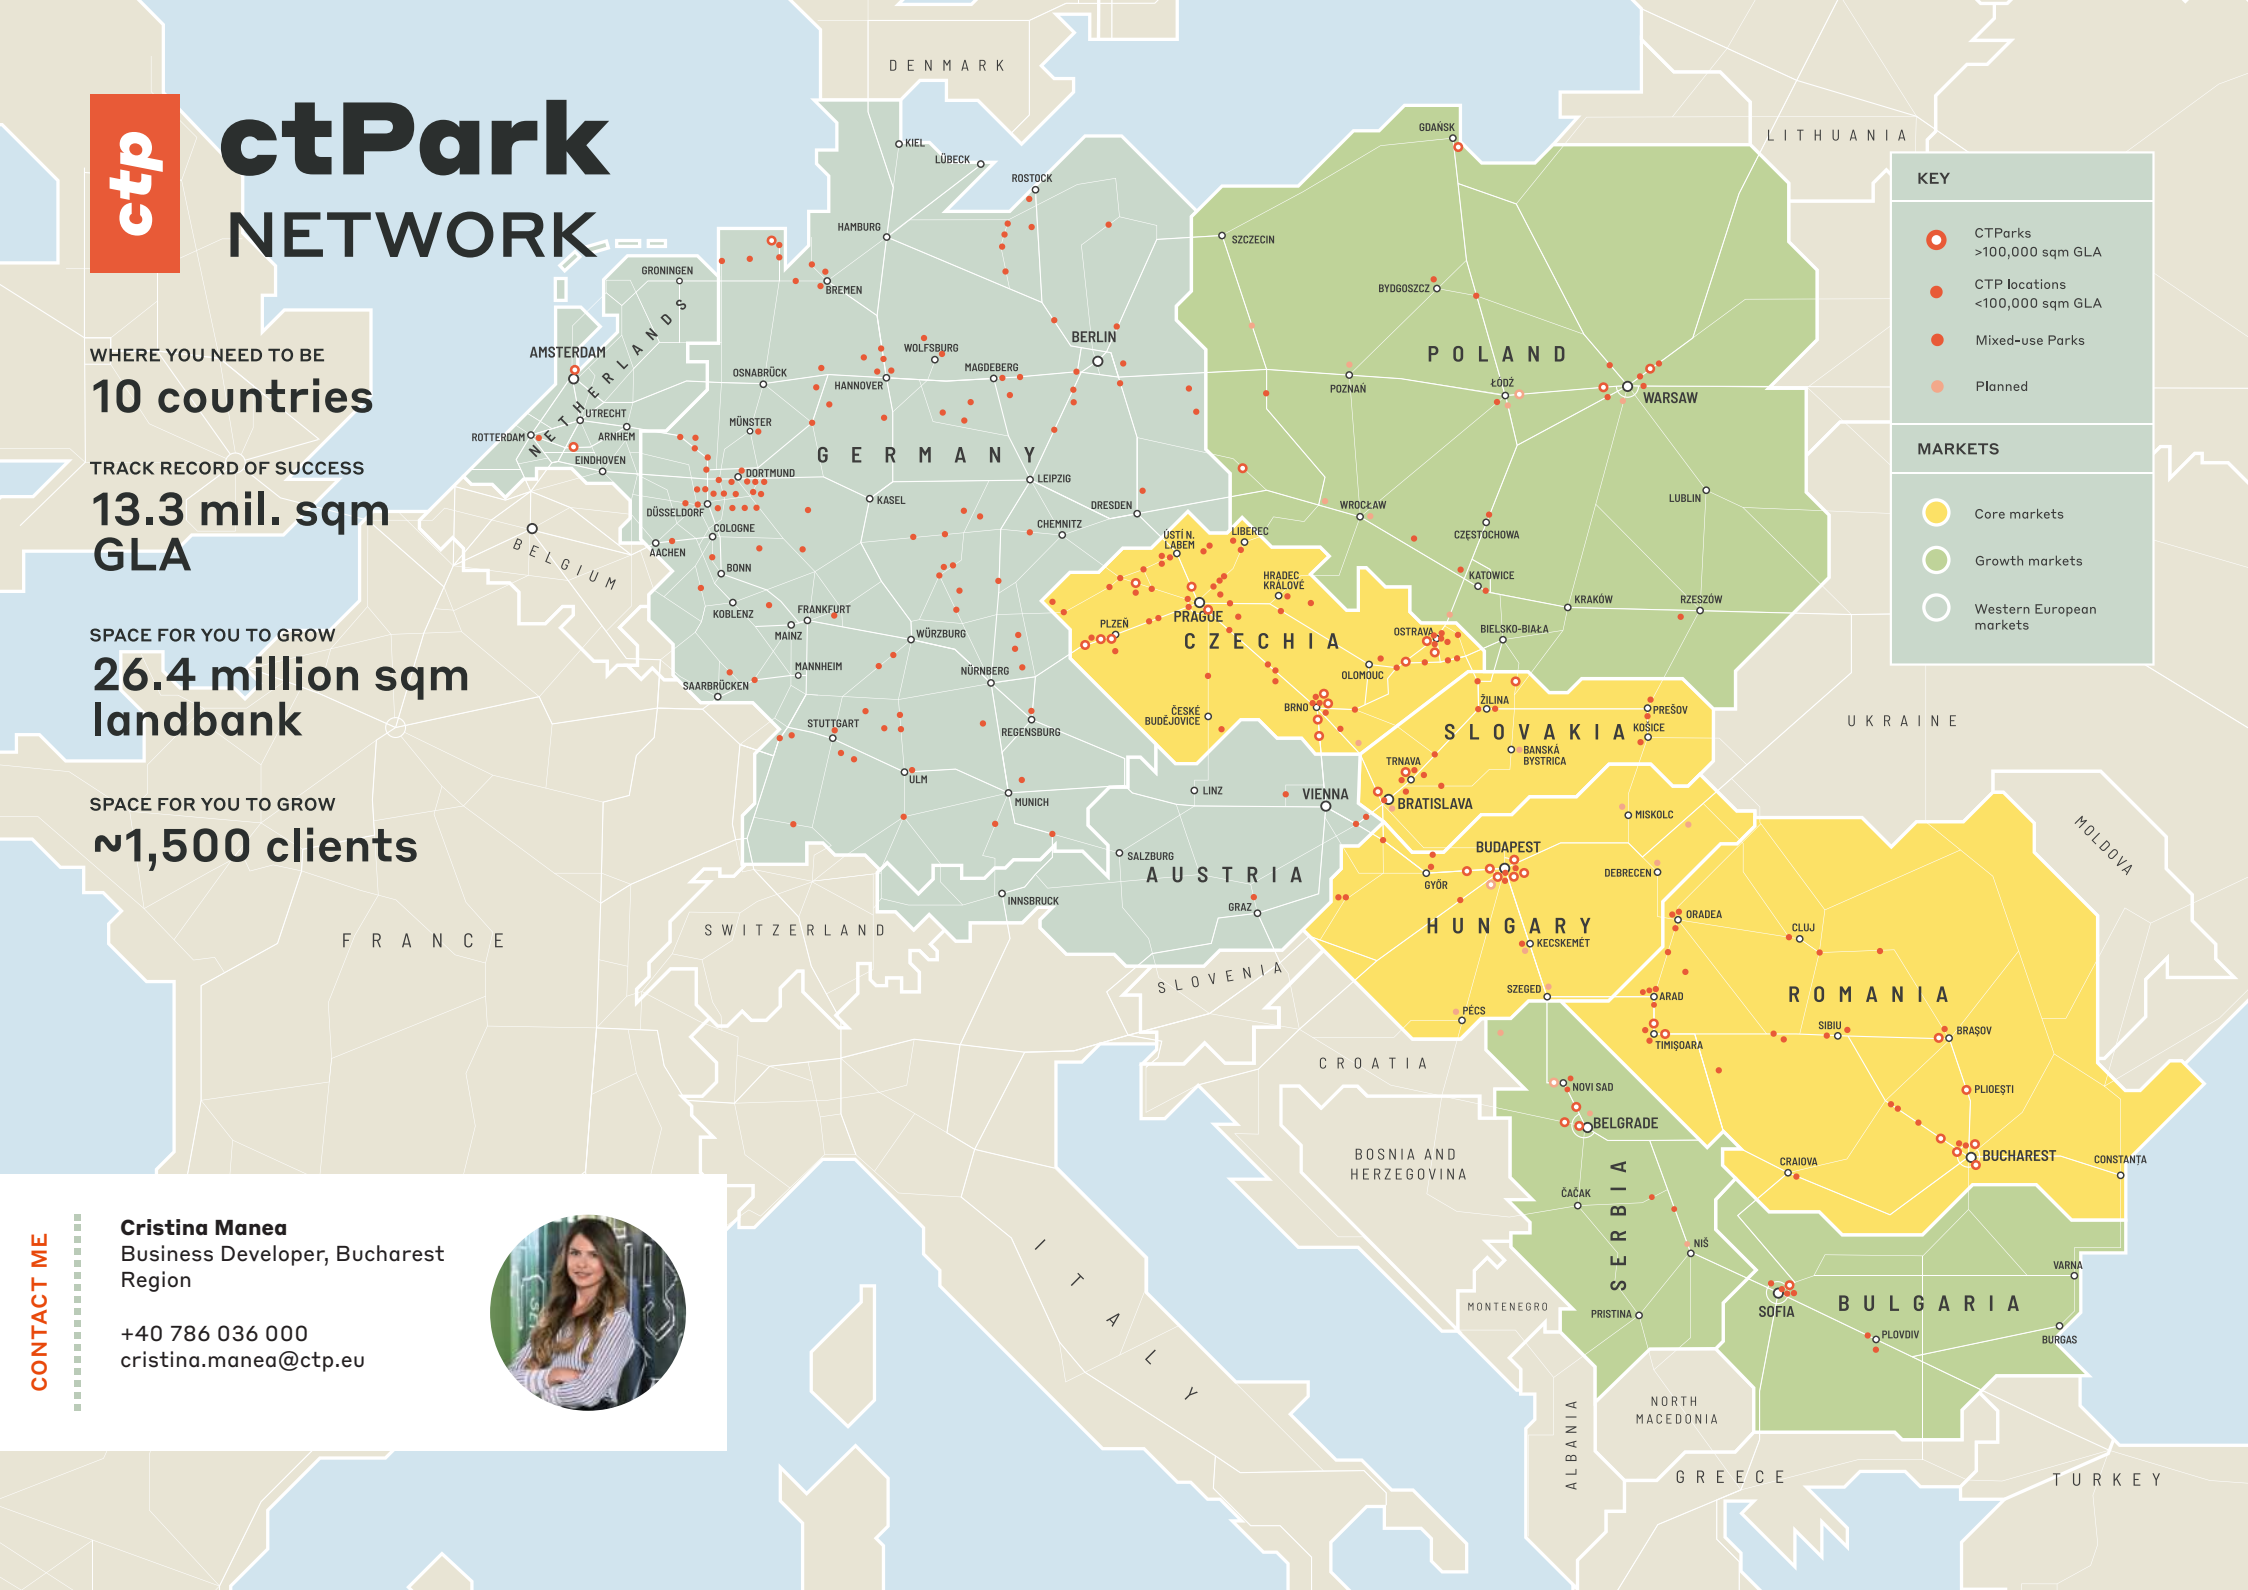 ctp
ctPark
NETWORK
WHERE YOU NEED TO BE
10 countries
TRACK RECORD OF SUCCESS
13.3 mil. sqm
GLA
SPACE FOR YOU TO GROW
26.4 million sqm
landbank
SPACE FOR YOU TO GROW
~1,500 clients
CONTACT ME
Cristina Manea
Business Developer, Bucharest
Region
+40 786 036 000
cristina.manea@ctp.eu
KEY
CTParks
>100,000 sqm GLA
CTP locations
<100,000 sqm GLA
Mixed-use Parks
Planned
MARKETS
Core markets
Growth markets
Western European
markets
DENMARK
LITHUANIA
KIEL
LÜBECK
ROSTOCK
HAMBURG
BREMEN
GRONINGEN
AMSTERDAM
NETHERLANDS
UTRECHT
ROTTERDAM
ARNHEM
EINDHOVEN
BELGIUM
OSNABRÜCK
HANNOVER
WOLFSBURG
MAGDEBERG
BERLIN
MÜNSTER
GERMANY
DORTMUND
DÜSSELDORF
COLOGNE
AACHEN
BONN
KOBLENZ
KASEL
LEIPZIG
DRESDEN
CHEMNITZ
FRANKFURT
MAINZ
WÜRZBURG
MANNHEIM
SAARBRÜCKEN
NÜRNBERG
STUTTGART
REGENSBURG
ULM
MUNICH
GDAŃSK
SZCZECIN
BYDGOSZCZ
POLAND
POZNAŃ
ŁÓDŹ
WARSAW
LUBLIN
WROCŁAW
CZĘSTOCHOWA
KATOWICE
KRAKÓW
RZESZÓW
BIELSKO-BIAŁA
ÚSTÍ N.
LABEM
LIBEREC
HRADEC
KRÁLOVÉ
PRAGUE
PLZEŇ
CZECHIA
OSTRAVA
OLOMOUC
BRNO
ČESKÉ
BUDĚJOVICE
ŽILINA
PREŠOV
KOŠICE
SLOVAKIA
BANSKÁ
BYSTRICA
TRNAVA
BRATISLAVA
UKRAINE
MOLDOVA
LINZ
VIENNA
SALZBURG
AUSTRIA
INNSBRUCK
GRAZ
FRANCE
SWITZERLAND
SLOVENIA
MISKOLC
BUDAPEST
GYŐR
DEBRECEN
HUNGARY
KECSKEMÉT
SZEGED
PÉCS
ORADEA
CLUJ
ARAD
ROMANIA
TIMIȘOARA
SIBIU
BRAȘOV
PLIOEȘTI
BUCHAREST
CRAIOVA
CONSTANȚA
CROATIA
BOSNIA AND
HERZEGOVINA
NOVI SAD
BELGRADE
SERBIA
ČAČAK
NIŠ
PRISTINA
MONTENEGRO
ITALY
SOFIA
BULGARIA
PLOVDIV
VARNA
BURGAS
NORTH
MACEDONIA
ALBANIA
GREECE
TURKEY